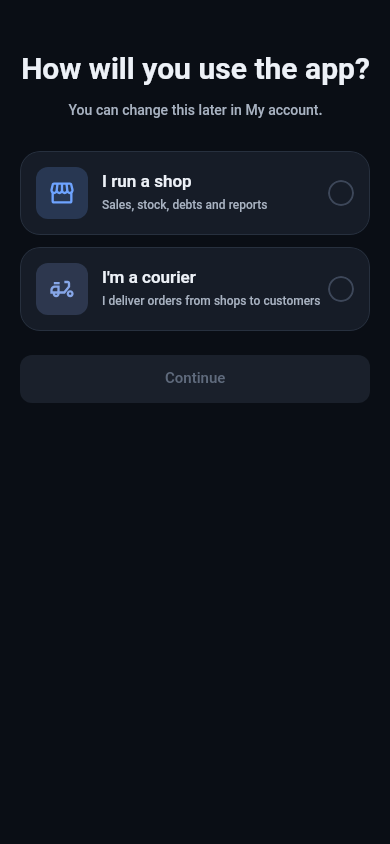 How will you use the app?
You can change this later in My account.
I run a shop
Sales, stock, debts and reports
I'm a courier
I deliver orders from shops to customers
Continue